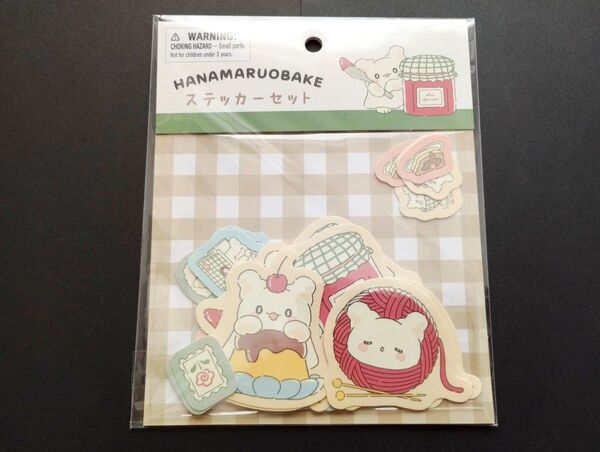 WARNING:
CHOKING HAZARD — Small parts.
Not for children under 3 years.
HANAMARUOBAKE
ステッカーセット